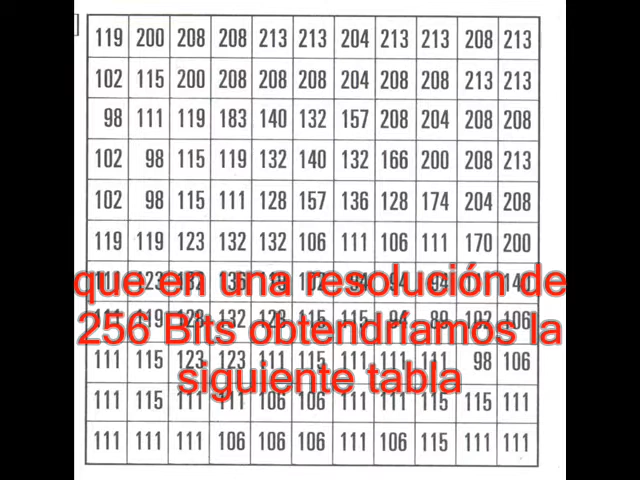 119 200 208 208 213 213 204 213 213 208 213
102 115 200 208 208 208 204 208 208 213 213
98 111 119 183 140 132 157 208 204 208 208
102 98 115 119 132 140 132 166 200 208 213
102 98 115 111 128 157 136 128 174 204 208
119 119 123 132 132 106 111 106 111 170 200
que en una resolución de
256 Bits obtendríamos la
siguiente tabla
111 115 123 123 111 115 111 111 111 98 106
111 115 111 111 106 106 111 111 115 115 111
111 111 111 106 106 106 111 106 115 111 111